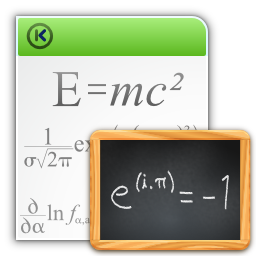 E=mc²
1/σ√2π
∂/∂α ln f
e^(i.π) = -1